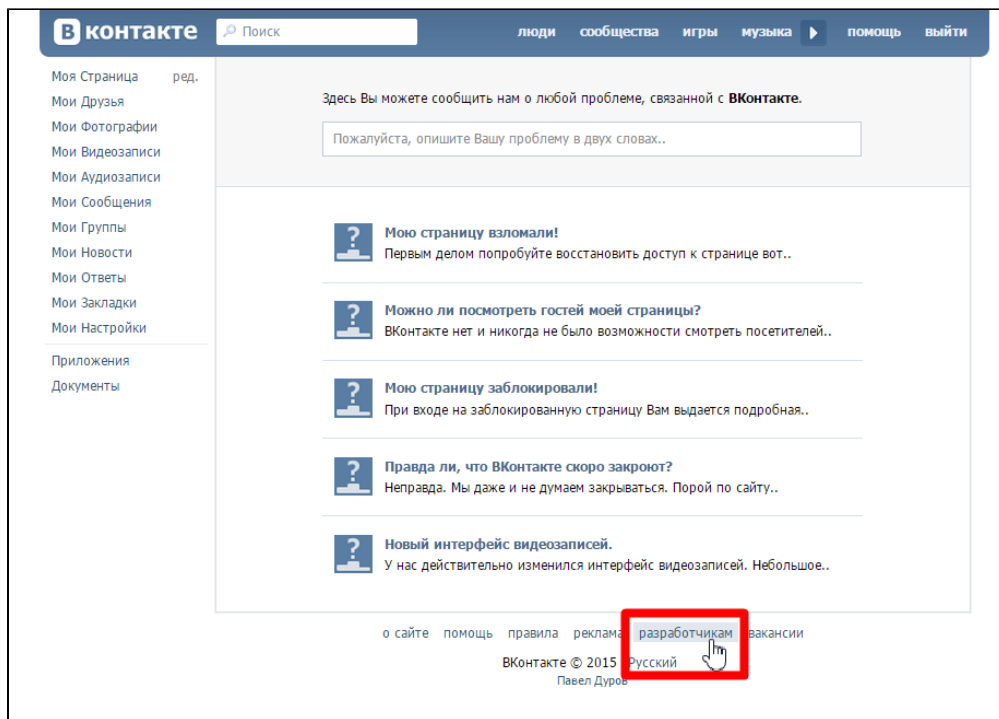 В контакте Поиск люди сообщества игры музыка помощь выйти
Моя Страница ред.
Мои Друзья
Мои Фотографии
Мои Видеозаписи
Мои Аудиозаписи
Мои Сообщения
Мои Группы
Мои Новости
Мои Ответы
Мои Закладки
Мои Настройки
Приложения
Документы
Здесь Вы можете сообщить нам о любой проблеме, связанной с ВКонтакте.
Пожалуйста, опишите Вашу проблему в двух словах..
Мою страницу взломали!
Первым делом попробуйте восстановить доступ к странице вот..
Можно ли посмотреть гостей моей страницы?
ВКонтакте нет и никогда не было возможности смотреть посетителей..
Мою страницу заблокировали!
При входе на заблокированную страницу Вам выдается подробная..
Правда ли, что ВКонтакте скоро закроют?
Неправда. Мы даже и не думаем закрываться. Порой по сайту..
Новый интерфейс видеозаписей.
У нас действительно изменился интерфейс видеозаписей. Небольшое..
о сайте помощь правила реклама разработчикам вакансии
ВКонтакте © 2015 Русский
Павел Дуров